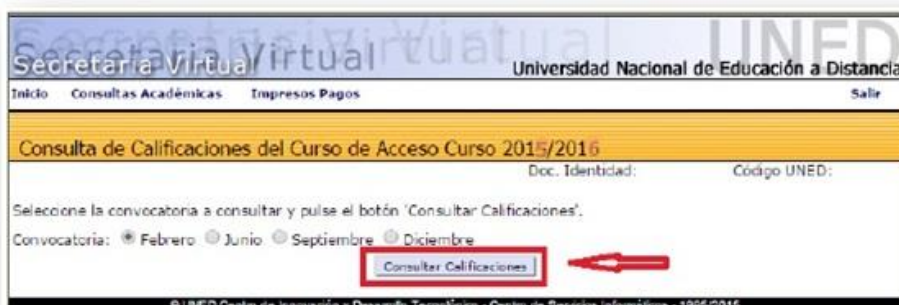 Secretaria Virtual
UNED
Universidad Nacional de Educación a Distancia
Inicio Consultas Académicas Impresos Pagos Salir
Consulta de Calificaciones del Curso de Acceso Curso 2015/2016
Doc. Identidad: Código UNED:
Seleccione la convocatoria a consultar y pulse el botón 'Consultar Calificaciones'.
Convocatoria: Febrero Junio Septiembre Diciembre
Consultar Calificaciones